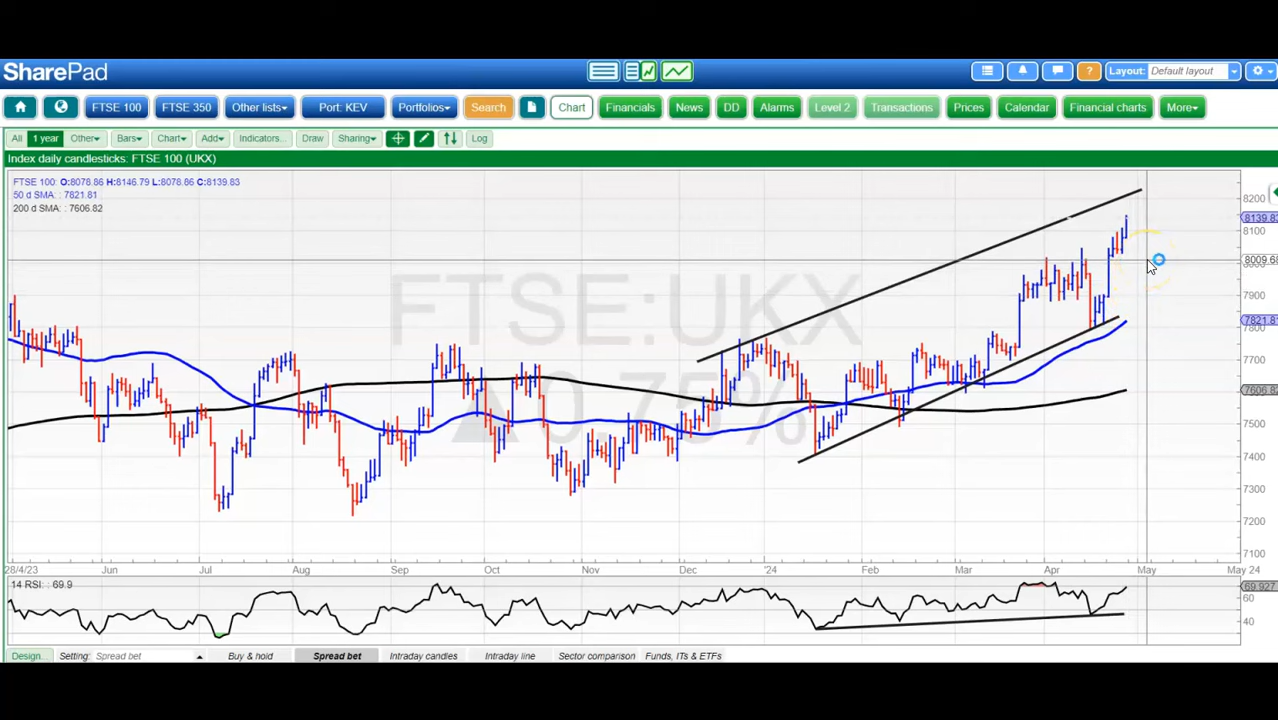 SharePad
? Layout: Default layout
FTSE 100 FTSE 350 Other lists Port: KEV Portfolios Search Chart Financials News DD Alarms Level 2 Transactions Prices Calendar Financial charts More
All 1 year Other Bars Chart Add Indicators... Draw Sharing Log
Index daily candlesticks: FTSE 100 (UKX)
FTSE 100: O:8078.86 H:8146.79 L:8078.86 C:8139.83
50 d SMA: : 7821.81
200 d SMA: : 7606.82
FTSE:UKX
▲0.75%
8200
8139.83
8100
8009.68
7900
7821.81
7800
7700
7606.82
7500
7400
7300
7200
7100
28/4/23 Jun Jul Aug Sep Oct Nov Dec '24 Feb Mar Apr May May 24
14 RSI: : 69.9
69.927
60
40
Design... Setting: Spread bet Buy & hold Spread bet Intraday candles Intraday line Sector comparison Funds, ITs & ETFs